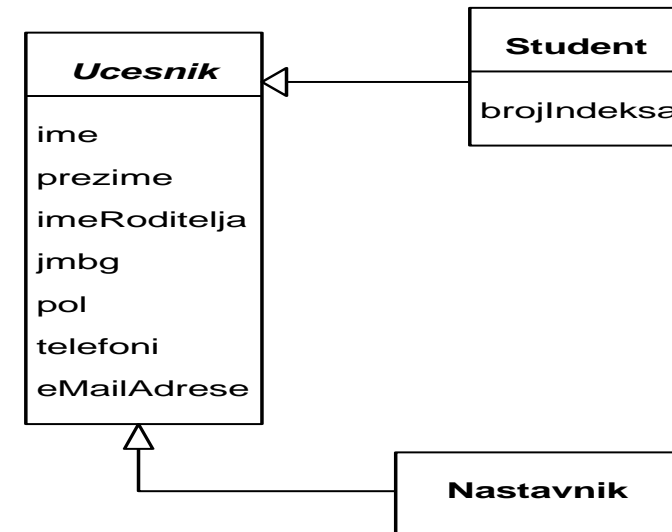 Ucesnik
ime
prezime
imeRoditelja
jmbg
pol
telefoni
eMailAdrese
Student
brojIndeksa
Nastavnik